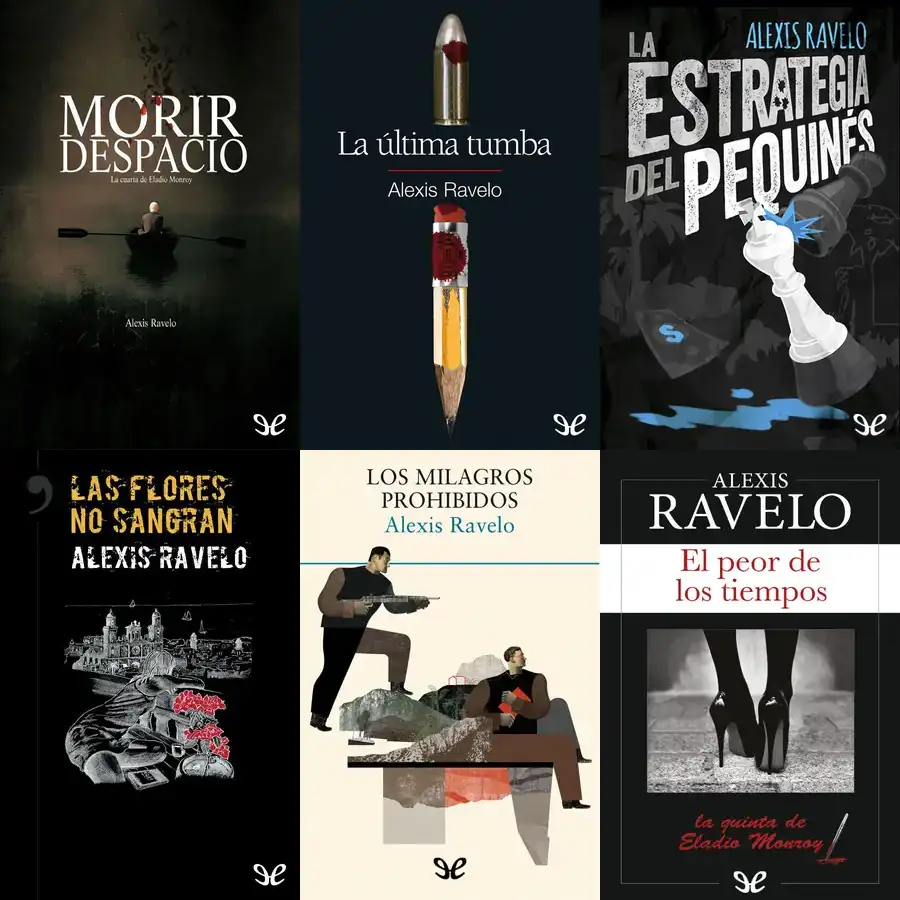 MORIR
DESPACIO
La cuarta de Eladio Monroy
Alexis Ravelo
La última tumba
Alexis Ravelo
ALEXIS RAVELO
LA
ESTRATEGIA
DEL PEQUINÉS
$
LAS FLORES
NO SANGRAN
ALEXIS RAVELO
LOS MILAGROS
PROHIBIDOS
Alexis Ravelo
ALEXIS
RAVELO
El peor de
los tiempos
la quinta de
Eladio Monroy